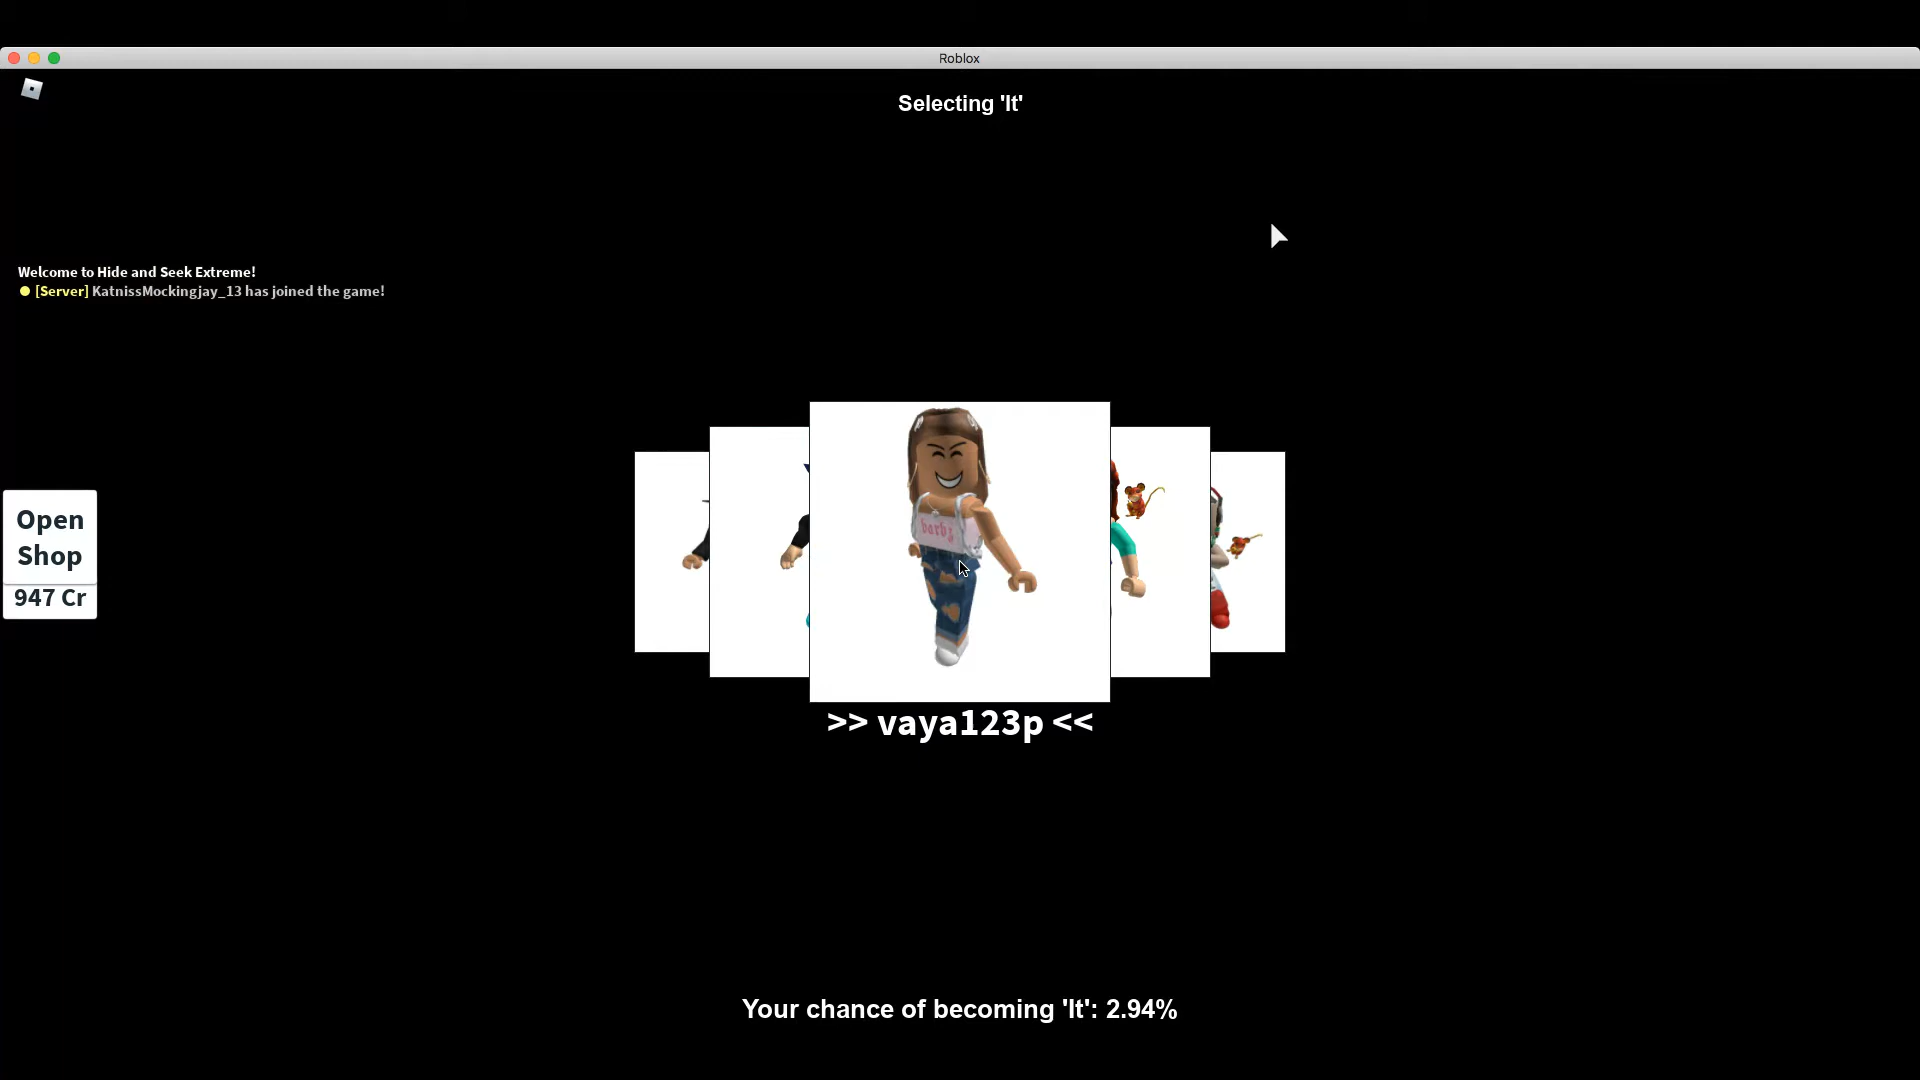 Roblox
Selecting 'It'
Welcome to Hide and Seek Extreme!
[Server] KatnissMockingjay_13 has joined the game!
barbz
Open
Shop
947 Cr
>> vaya123p <<
Your chance of becoming 'It': 2.94%